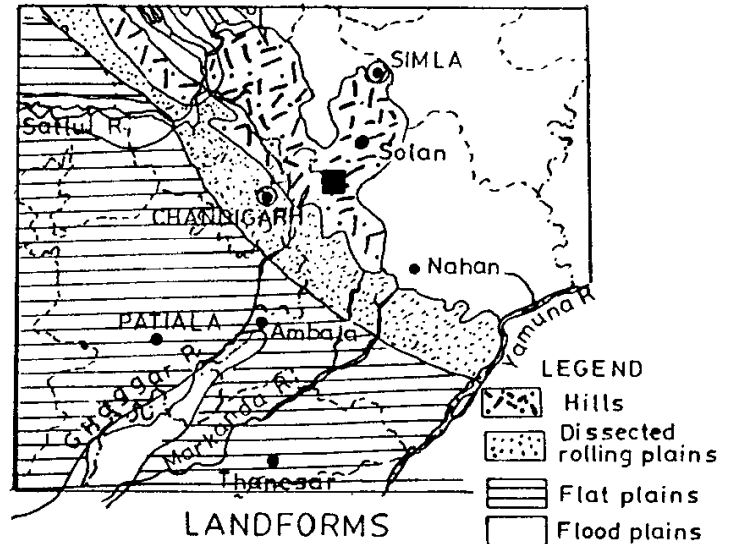 SIMLA
Satluj R.
Solan
CHANDIGARH
Nahan
Yamuna R
PATIALA
Ambala
GHaggar R.
Markanda R.
Thanesar
LEGEND
Hills
Dissected
rolling plains
Flat plains
Flood plains
LANDFORMS